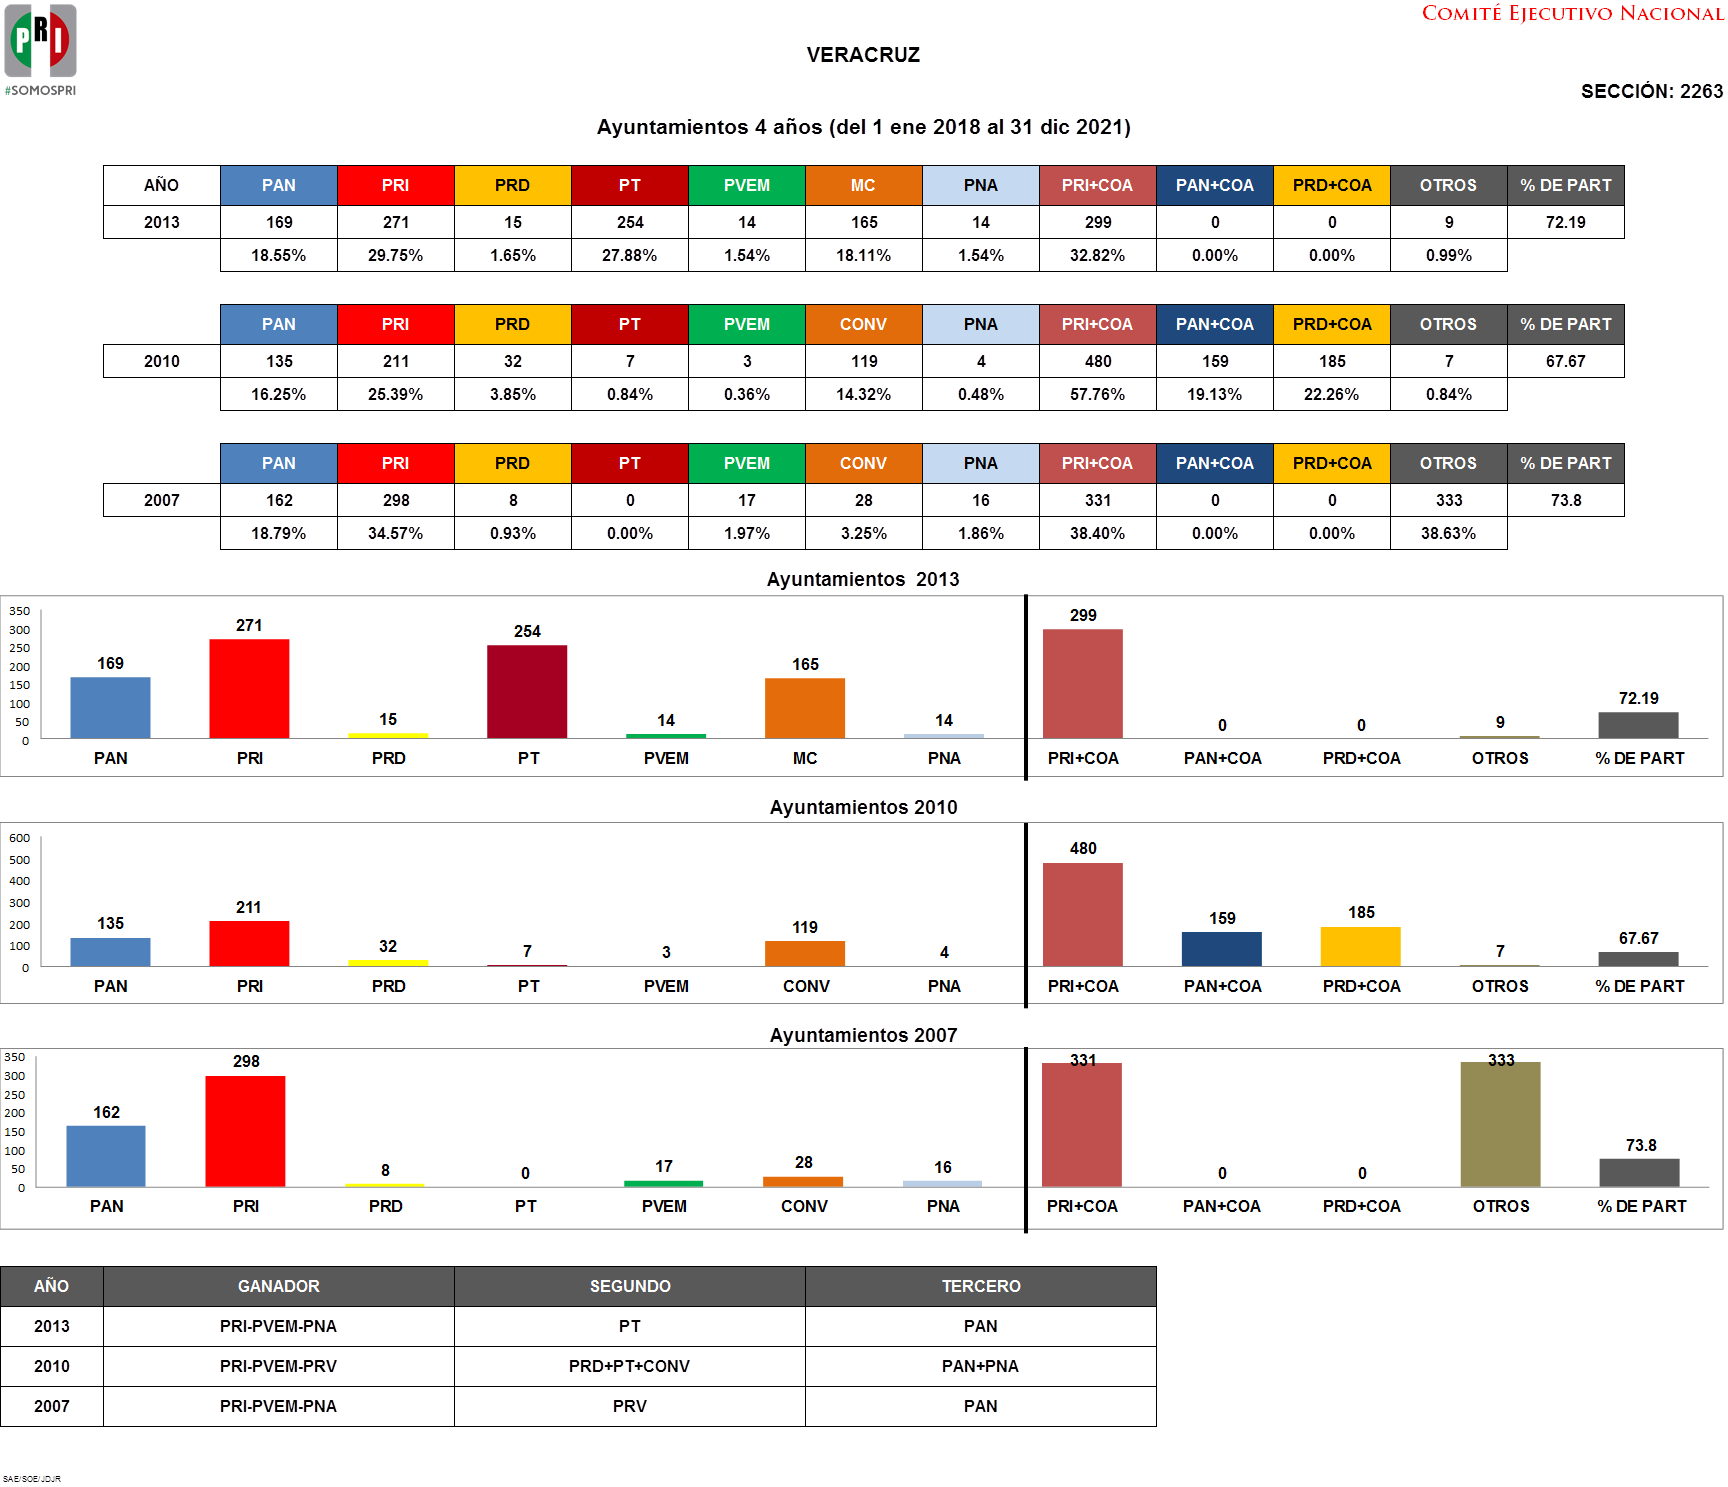 PRI
#SOMOSPRI
COMITÉ EJECUTIVO NACIONAL
VERACRUZ
SECCIÓN: 2263
Ayuntamientos 4 años (del 1 ene 2018 al 31 dic 2021)
AÑO PAN PRI PRD PT PVEM MC PNA PRI+COA PAN+COA PRD+COA OTROS % DE PART
2013 169 271 15 254 14 165 14 299 0 0 9 72.19
18.55% 29.75% 1.65% 27.88% 1.54% 18.11% 1.54% 32.82% 0.00% 0.00% 0.99%
PAN PRI PRD PT PVEM CONV PNA PRI+COA PAN+COA PRD+COA OTROS % DE PART
2010 135 211 32 7 3 119 4 480 159 185 7 67.67
16.25% 25.39% 3.85% 0.84% 0.36% 14.32% 0.48% 57.76% 19.13% 22.26% 0.84%
PAN PRI PRD PT PVEM CONV PNA PRI+COA PAN+COA PRD+COA OTROS % DE PART
2007 162 298 8 0 17 28 16 331 0 0 333 73.8
18.79% 34.57% 0.93% 0.00% 1.97% 3.25% 1.86% 38.40% 0.00% 0.00% 38.63%
Ayuntamientos 2013
350
300
250
200
150
100
50
0
169 271 15 254 14 165 14 299 0 0 9 72.19
PAN PRI PRD PT PVEM MC PNA PRI+COA PAN+COA PRD+COA OTROS % DE PART
Ayuntamientos 2010
600
500
400
300
200
100
0
135 211 32 7 3 119 4 480 159 185 7 67.67
PAN PRI PRD PT PVEM CONV PNA PRI+COA PAN+COA PRD+COA OTROS % DE PART
Ayuntamientos 2007
350
300
250
200
150
100
50
0
162 298 8 0 17 28 16 331 0 0 333 73.8
PAN PRI PRD PT PVEM CONV PNA PRI+COA PAN+COA PRD+COA OTROS % DE PART
AÑO GANADOR SEGUNDO TERCERO
2013 PRI-PVEM-PNA PT PAN
2010 PRI-PVEM-PRV PRD+PT+CONV PAN+PNA
2007 PRI-PVEM-PNA PRV PAN
SAE/SOE/JDJR